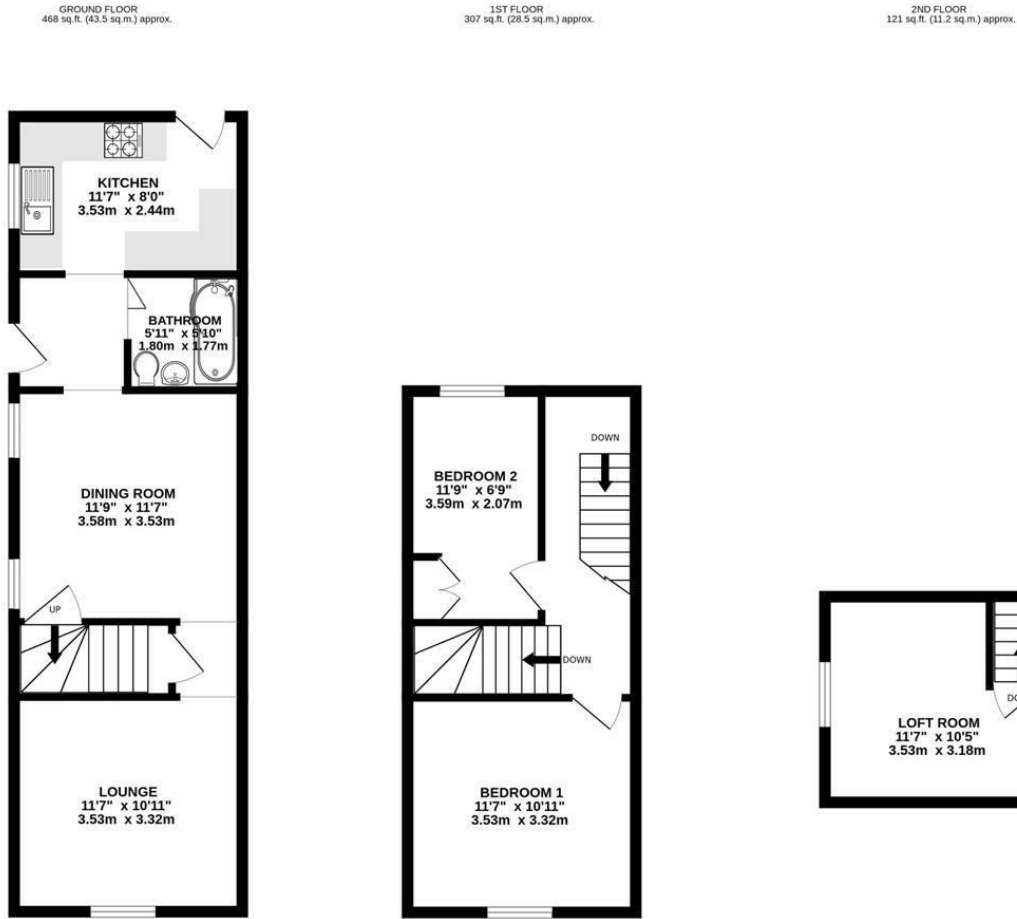 GROUND FLOOR
468 sq.ft. (43.5 sq.m.) approx.
1ST FLOOR
307 sq.ft. (28.5 sq.m.) approx.
2ND FLOOR
121 sq.ft. (11.2 sq.m.) approx.
KITCHEN
11'7" x 8'0"
3.53m x 2.44m
BATHROOM
5'11" x 5'10"
1.80m x 1.77m
DINING ROOM
11'9" x 11'7"
3.58m x 3.53m
UP
LOUNGE
11'7" x 10'11"
3.53m x 3.32m
DOWN
BEDROOM 2
11'9" x 6'9"
3.59m x 2.07m
DOWN
BEDROOM 1
11'7" x 10'11"
3.53m x 3.32m
LOFT ROOM
11'7" x 10'5"
3.53m x 3.18m